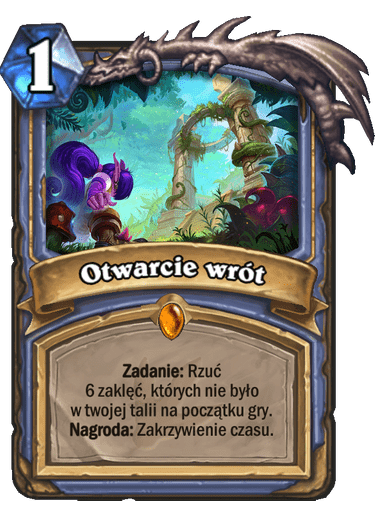 1
Otwarcie wrót
Zadanie: Rzuć
6 zaklęć, których nie było
w twojej talii na początku gry.
Nagroda: Zakrzywienie czasu.